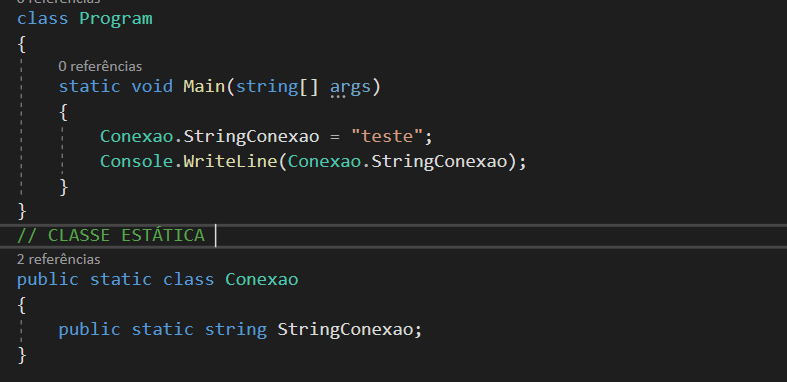 0 referências
class Program
{
0 referências
static void Main(string[] args)
{
Conexao.StringConexao = "teste";
Console.WriteLine(Conexao.StringConexao);
}
}
// CLASSE ESTÁTICA
2 referências
public static class Conexao
{
public static string StringConexao;
}